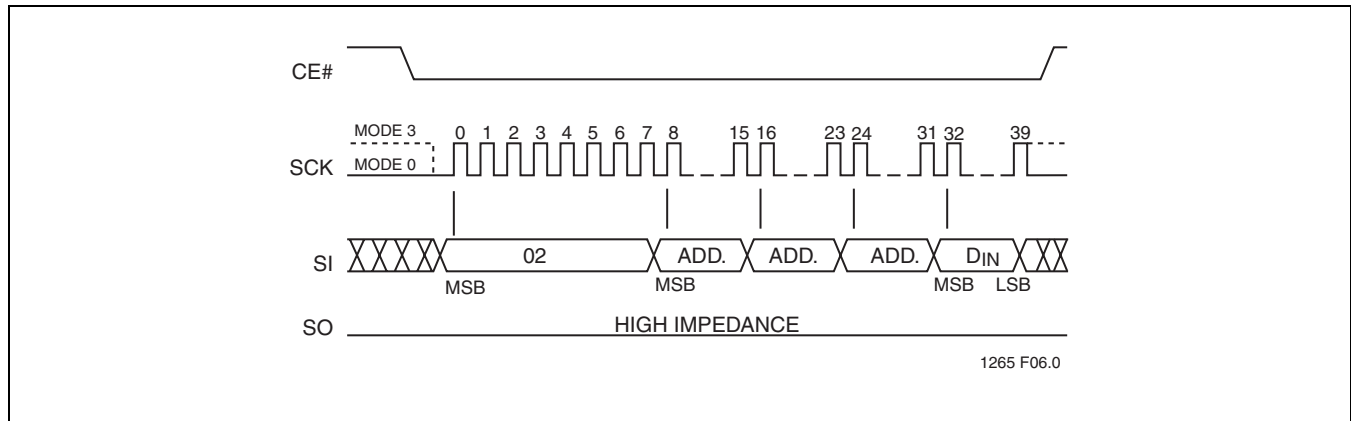 CE#
MODE 3
0 1 2 3 4 5 6 7 8 15 16 23 24 31 32 39
SCK MODE 0
SI 02 ADD. ADD. ADD. DIN
MSB MSB MSB LSB
SO HIGH IMPEDANCE
1265 F06.0